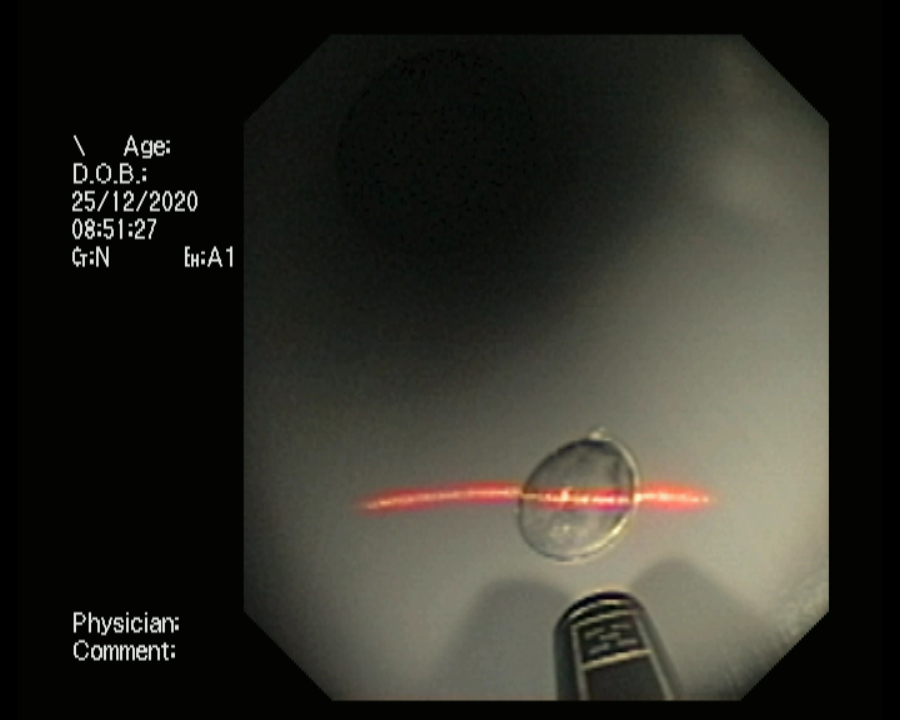 \ Age:
D.O.B.:
25/12/2020
08:51:27
Cr:N EH:A1
Physician:
Comment: